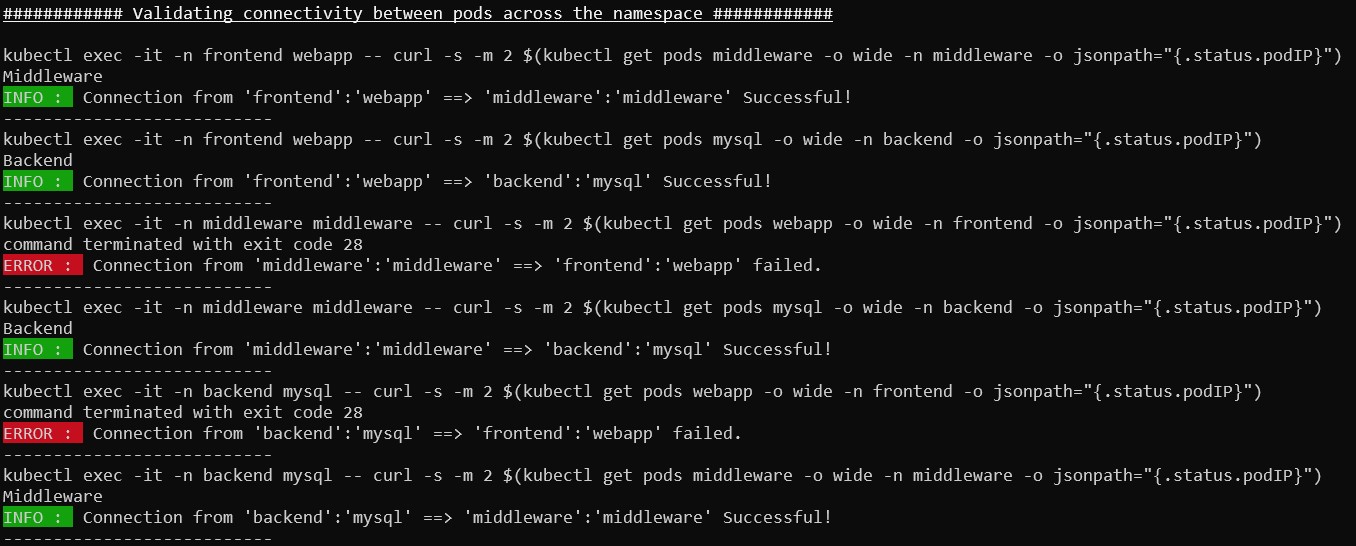 ############ Validating connectivity between pods across the namespace ############
kubectl exec -it -n frontend webapp -- curl -s -m 2 $(kubectl get pods middleware -o wide -n middleware -o jsonpath="{.status.podIP}")
Middleware
INFO : Connection from 'frontend':'webapp' ==> 'middleware':'middleware' Successful!
---------------------------
kubectl exec -it -n frontend webapp -- curl -s -m 2 $(kubectl get pods mysql -o wide -n backend -o jsonpath="{.status.podIP}")
Backend
INFO : Connection from 'frontend':'webapp' ==> 'backend':'mysql' Successful!
---------------------------
kubectl exec -it -n middleware middleware -- curl -s -m 2 $(kubectl get pods webapp -o wide -n frontend -o jsonpath="{.status.podIP}")
command terminated with exit code 28
ERROR : Connection from 'middleware':'middleware' ==> 'frontend':'webapp' failed.
---------------------------
kubectl exec -it -n middleware middleware -- curl -s -m 2 $(kubectl get pods mysql -o wide -n backend -o jsonpath="{.status.podIP}")
Backend
INFO : Connection from 'middleware':'middleware' ==> 'backend':'mysql' Successful!
---------------------------
kubectl exec -it -n backend mysql -- curl -s -m 2 $(kubectl get pods webapp -o wide -n frontend -o jsonpath="{.status.podIP}")
command terminated with exit code 28
ERROR : Connection from 'backend':'mysql' ==> 'frontend':'webapp' failed.
---------------------------
kubectl exec -it -n backend mysql -- curl -s -m 2 $(kubectl get pods middleware -o wide -n middleware -o jsonpath="{.status.podIP}")
Middleware
INFO : Connection from 'backend':'mysql' ==> 'middleware':'middleware' Successful!
---------------------------